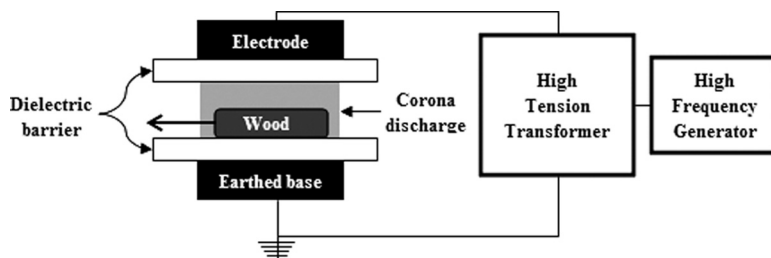 Electrode
Dielectric
barrier
Wood
Corona
discharge
Earthed base
High
Tension
Transformer
High
Frequency
Generator